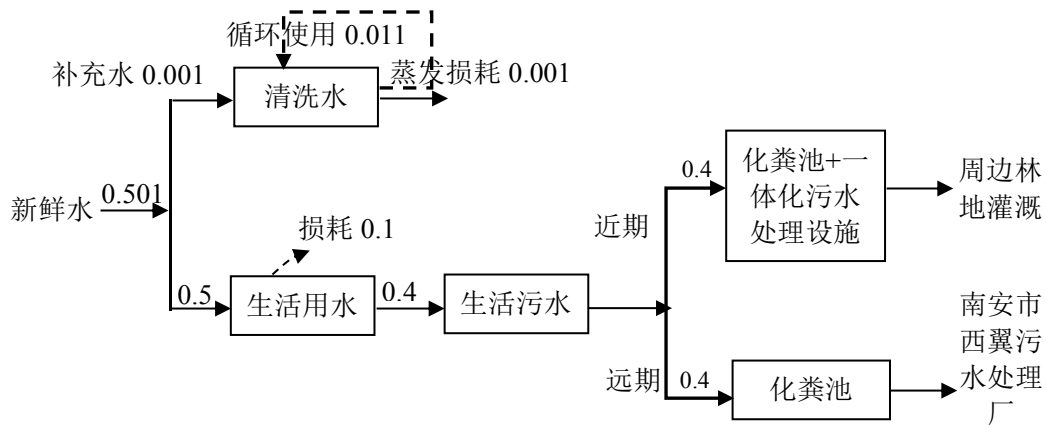 循环使用 0.011
补充水 0.001
清洗水
蒸发损耗 0.001
新鲜水
0.501
损耗 0.1
0.5
生活用水
0.4
生活污水
近期
0.4
化粪池+一
体化污水
处理设施
周边林
地灌溉
远期
0.4
化粪池
南安市
西翼污
水处理
厂